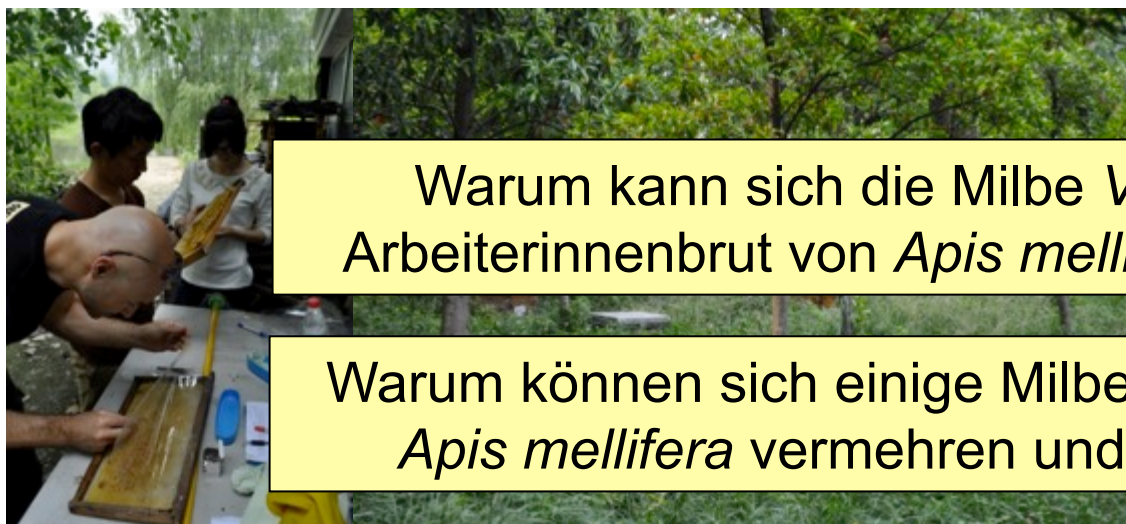 Warum kann sich die Milbe
Arbeiterinnenbrut von Apis
Warum können sich einige
Apis mellifera vermehren und